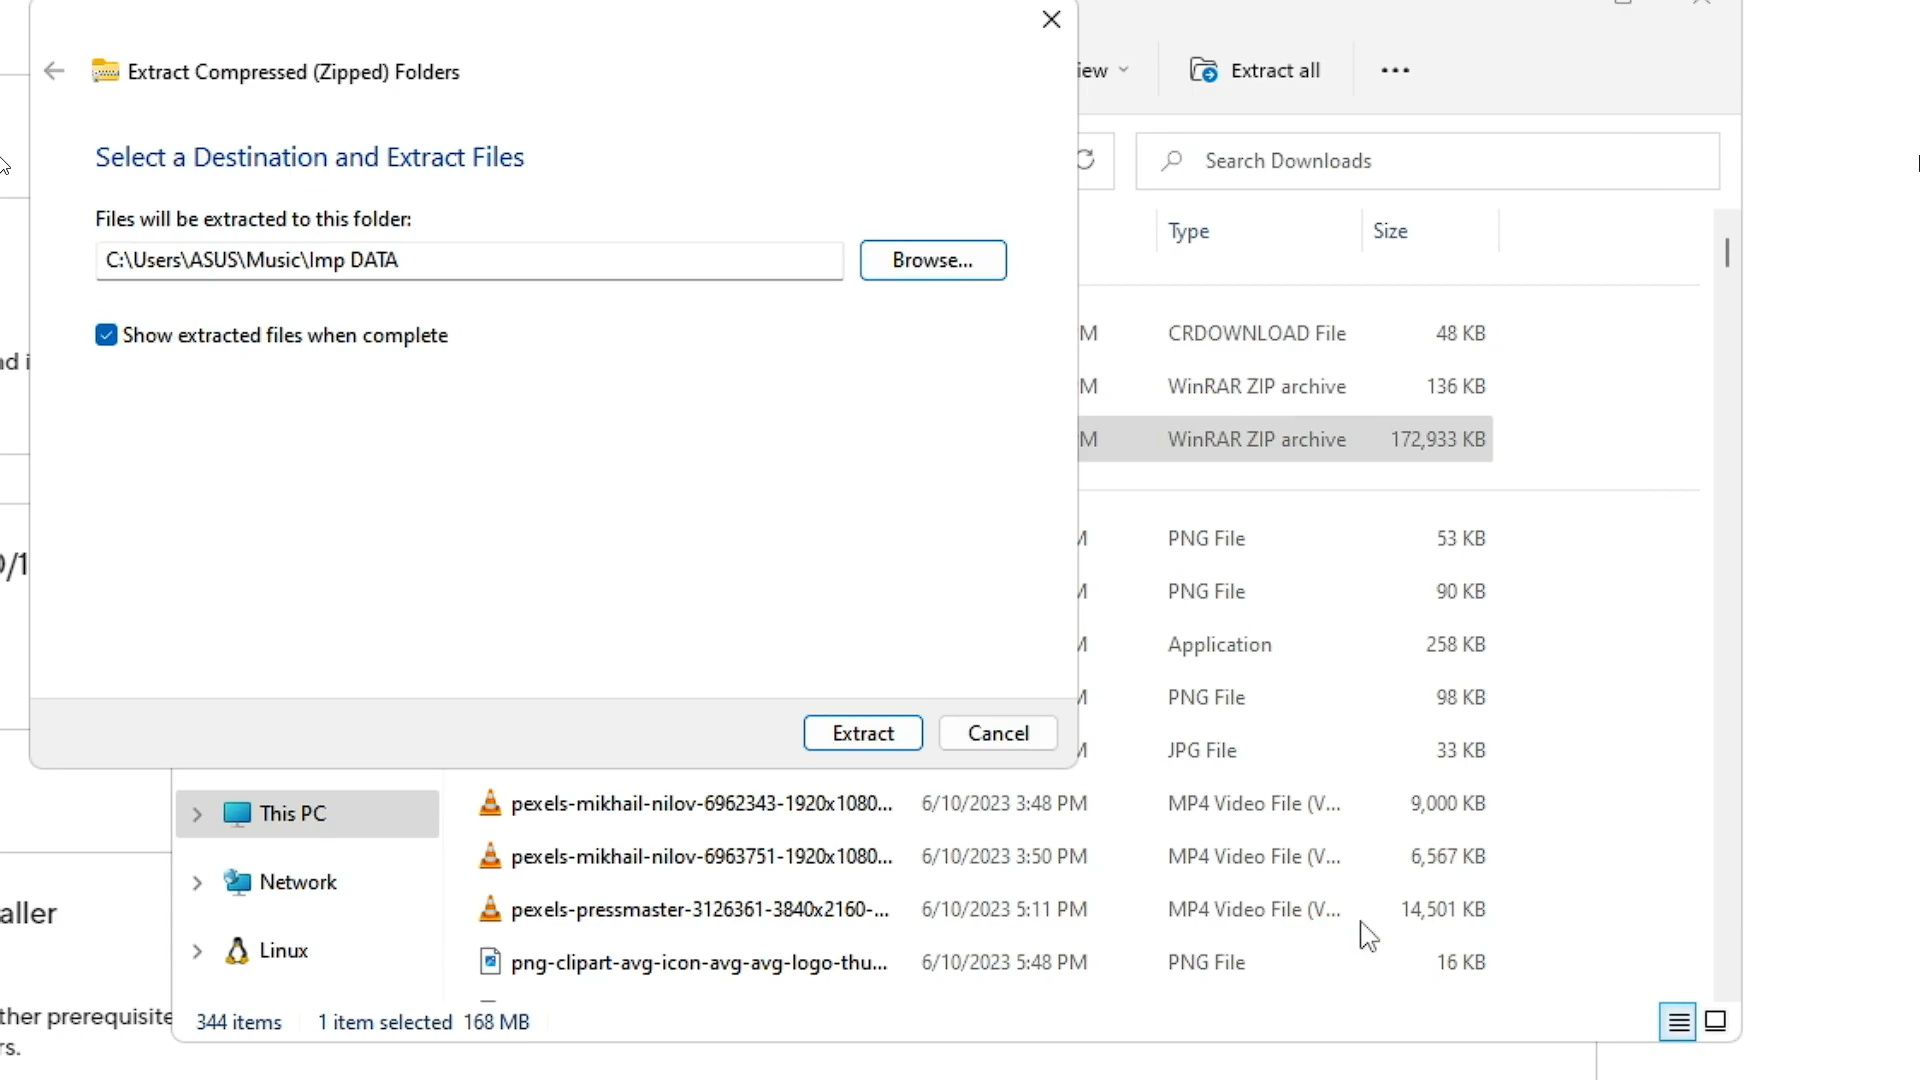 Extract Compressed (Zipped) Folders
Select a Destination and Extract Files
Files will be extracted to this folder:
C:\Users\ASUS\Music\Imp DATA
Browse...
Show extracted files when complete
Extract
Cancel
iew
Extract all
Search Downloads
Type Size
M CRDOWNLOAD File 48 KB
M WinRAR ZIP archive 136 KB
M WinRAR ZIP archive 172,933 KB
M PNG File 53 KB
M PNG File 90 KB
M Application 258 KB
M PNG File 98 KB
M JPG File 33 KB
pexels-mikhail-nilov-6962343-1920x1080... 6/10/2023 3:48 PM MP4 Video File (V... 9,000 KB
pexels-mikhail-nilov-6963751-1920x1080... 6/10/2023 3:50 PM MP4 Video File (V... 6,567 KB
pexels-pressmaster-3126361-3840x2160-... 6/10/2023 5:11 PM MP4 Video File (V... 14,501 KB
png-clipart-avg-icon-avg-avg-logo-thu... 6/10/2023 5:48 PM PNG File 16 KB
This PC
Network
Linux
344 items 1 item selected 168 MB
nd i
/1
aller
ther prerequisite
rs.